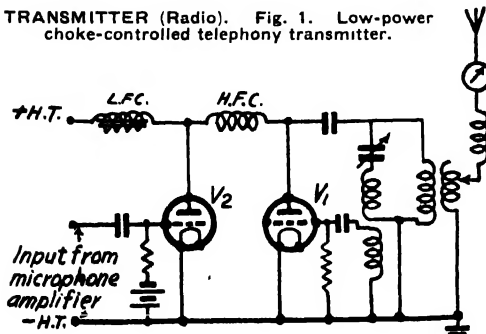 TRANSMITTER (Radio). Fig. 1. Low-power
choke-controlled telephony transmitter.
L.F.C.
H.F.C.
+H.T.
V2
V1
Input from
microphone
amplifier
-H.T.